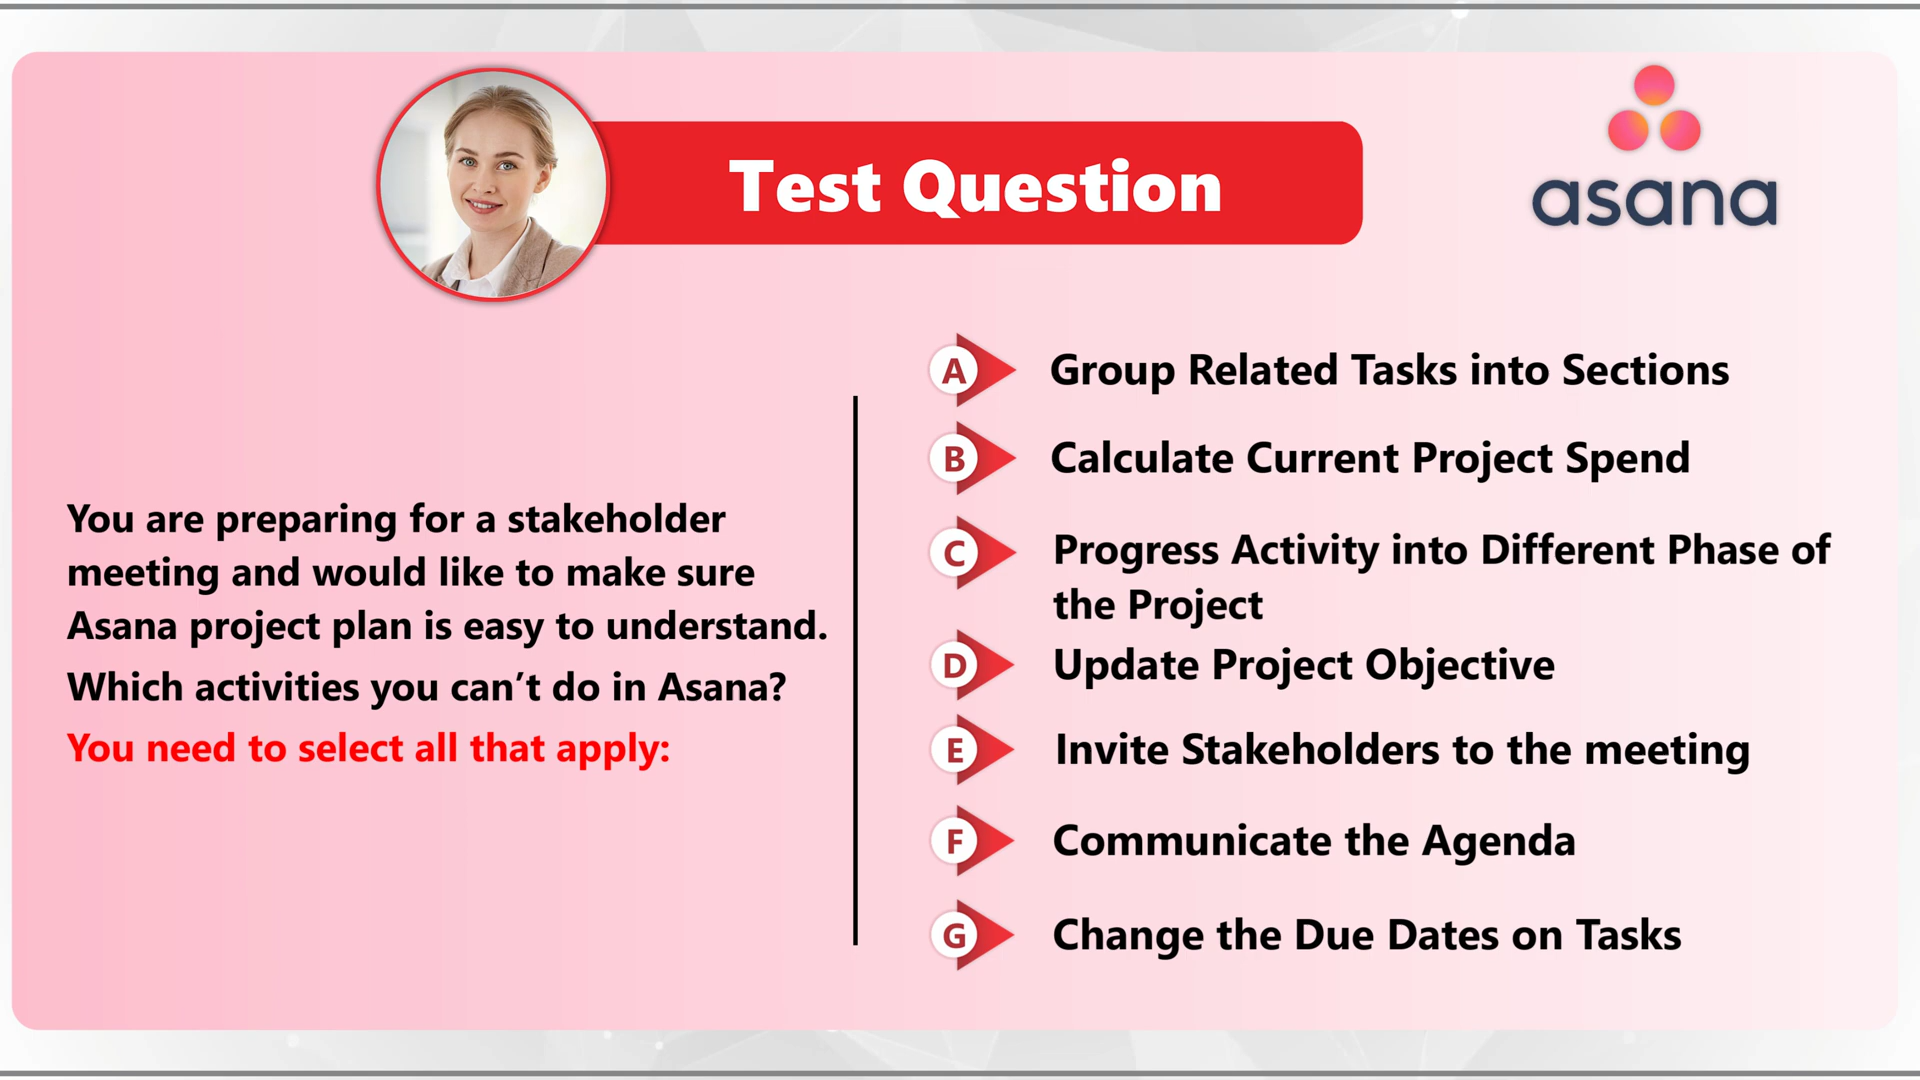 Test Question
asana
You are preparing for a stakeholder
meeting and would like to make sure
Asana project plan is easy to understand.
Which activities you can’t do in Asana?
You need to select all that apply:
A Group Related Tasks into Sections
B Calculate Current Project Spend
C Progress Activity into Different Phase of
the Project
D Update Project Objective
E Invite Stakeholders to the meeting
F Communicate the Agenda
G Change the Due Dates on Tasks